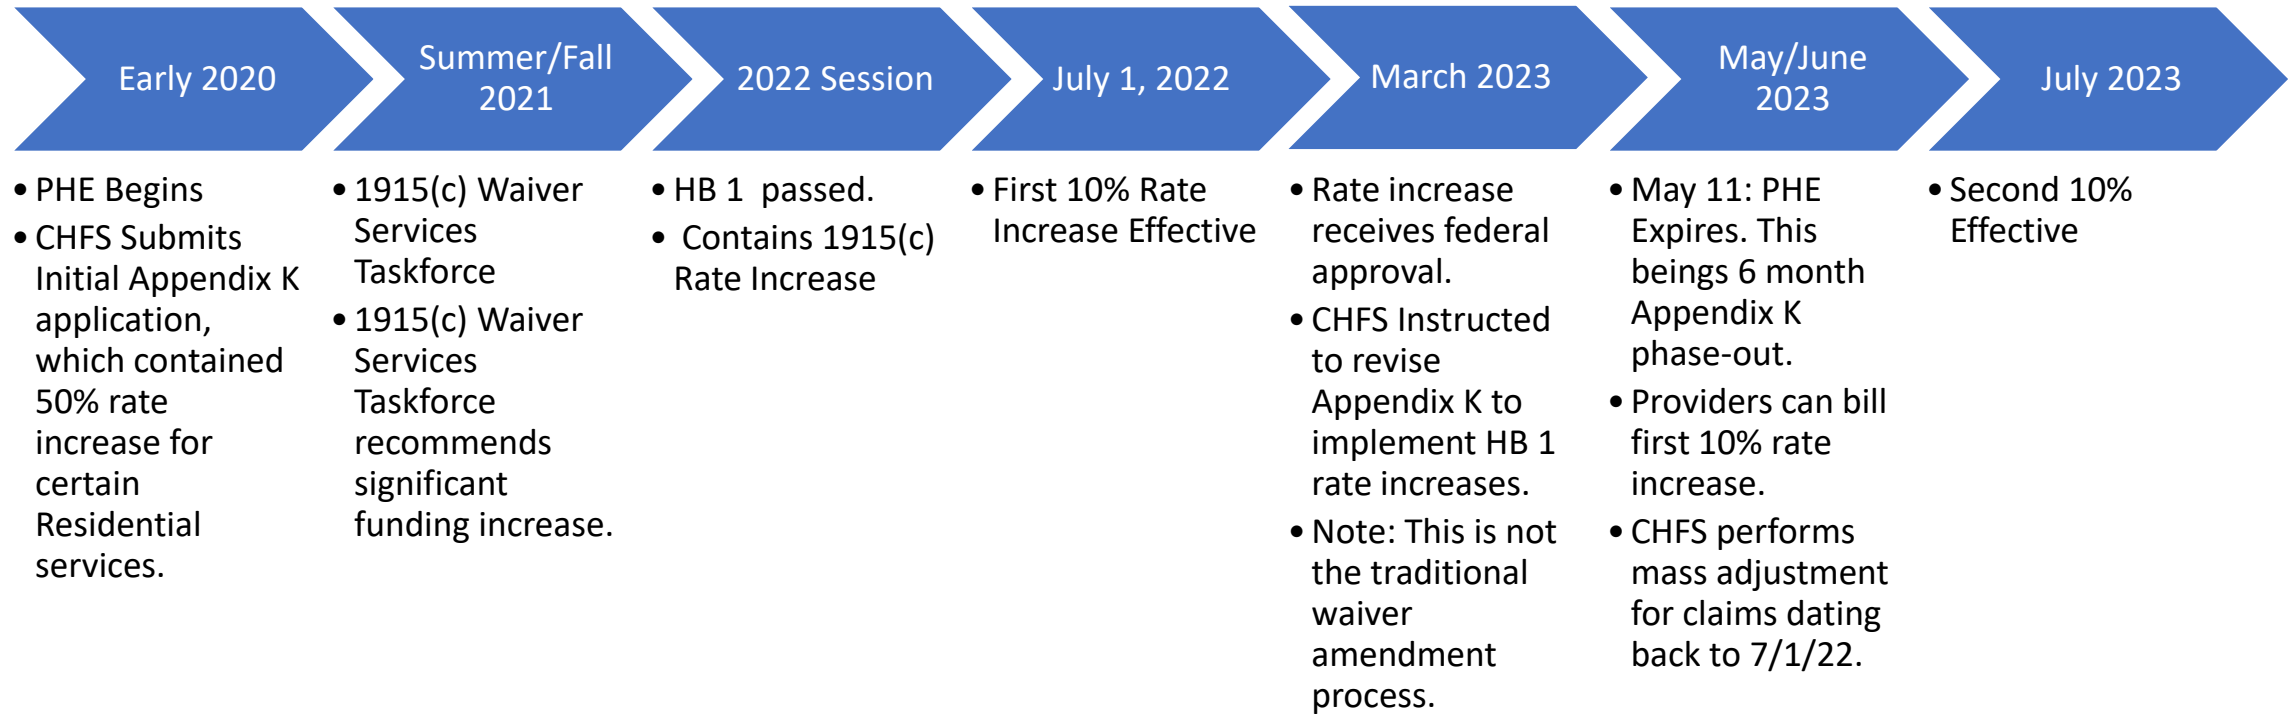 Early 2020
Summer/Fall
2021
2022 Session
July 1, 2022
March 2023
May/June
2023
July 2023
• PHE Begins
• CHFS Submits
Initial Appendix K
application,
which contained
50% rate
increase for
certain
Residential
services.
• 1915(c) Waiver
Services
Taskforce
• 1915(c) Waiver
Services
Taskforce
recommends
significant
funding increase.
• HB 1 passed.
• Contains 1915(c)
Rate Increase
• First 10% Rate
Increase Effective
• Rate increase
receives federal
approval.
• CHFS Instructed
to revise
Appendix K to
implement HB 1
rate increases.
• Note: This is not
the traditional
waiver
amendment
process.
• May 11: PHE
Expires. This
beings 6 month
Appendix K
phase-out.
• Providers can bill
first 10% rate
increase.
• CHFS performs
mass adjustment
for claims dating
back to 7/1/22.
• Second 10%
Effective